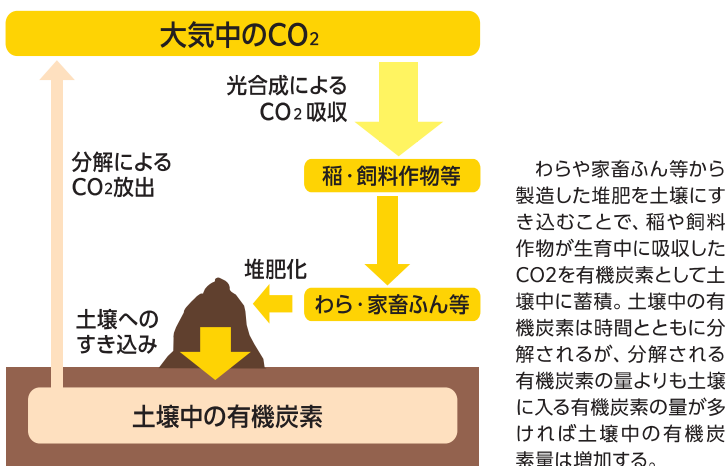 大気中のCO2
光合成による
CO2吸収
分解による
CO2放出
稲・飼料作物等
堆肥化
わら・家畜ふん等
土壌への
すき込み
土壌中の有機炭素
わらや家畜ふん等から
製造した堆肥を土壌にす
き込むことで、稲や飼料
作物が生育中に吸収した
CO2を有機炭素として土
壌中に蓄積。土壌中の有
機炭素は時間とともに分
解されるが、分解される
有機炭素の量よりも土壌
に入る有機炭素の量が多
ければ土壌中の有機炭
素量は増加する。